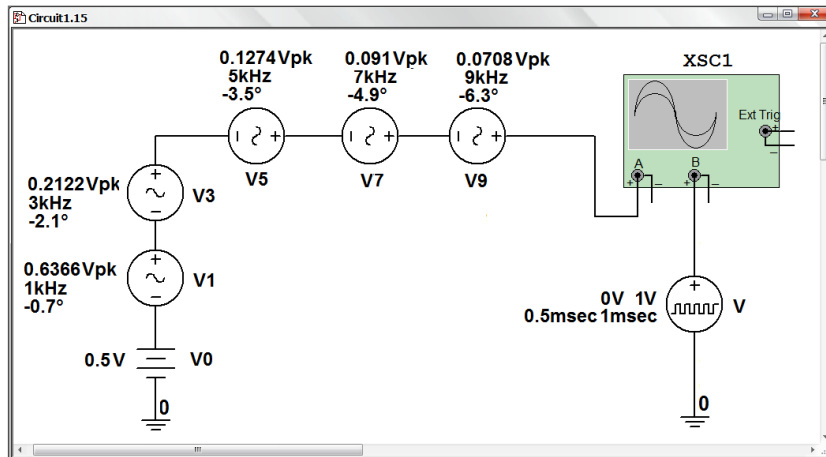 Circuit1.15
0.1274Vpk
5kHz
-3.5°
V5
0.091Vpk
7kHz
-4.9°
V7
0.0708Vpk
9kHz
-6.3°
V9
XSC1
Ext Trig
+
–
A
B
+ – + –
0.2122Vpk
3kHz
-2.1°
+
–
V3
0.6366Vpk
1kHz
-0.7°
+
–
V1
0.5V
V0
0
0V 1V
0.5msec 1msec
+
V
0